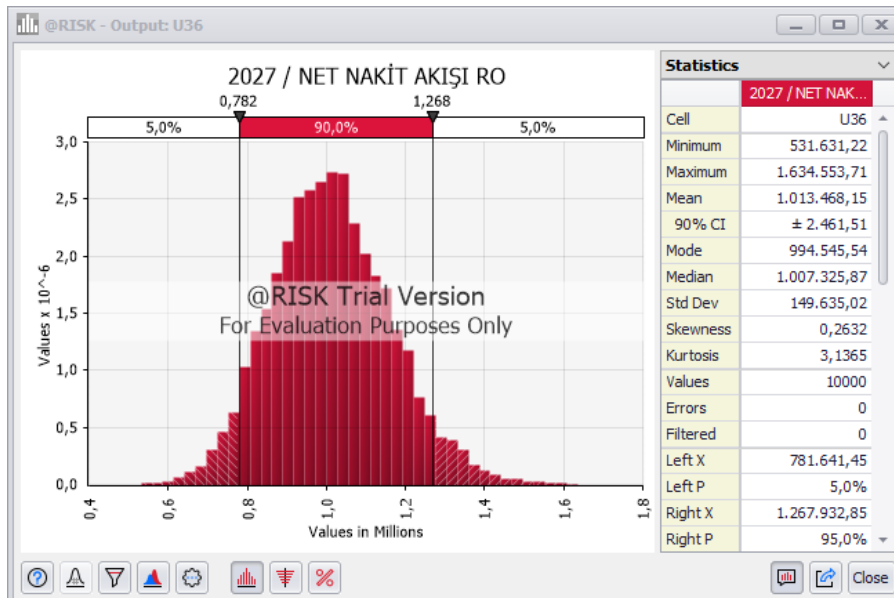 @RISK - Output: U36
2027 / NET NAKİT AKIŞI RO
0,782 1,268
5,0% 90,0% 5,0%
3,0
2,5
2,0
1,5
1,0
0,5
0,0
Values x 10^-6
@RISK Trial Version
For Evaluation Purposes Only
0,4 0,6 0,8 1,0 1,2 1,4 1,6 1,8
Values in Millions
Statistics
2027 / NET NAK...
Cell U36
Minimum 531.631,22
Maximum 1.634.553,71
Mean 1.013.468,15
90% CI ± 2.461,51
Mode 994.545,54
Median 1.007.325,87
Std Dev 149.635,02
Skewness 0,2632
Kurtosis 3,1365
Values 10000
Errors 0
Filtered 0
Left X 781.641,45
Left P 5,0%
Right X 1.267.932,85
Right P 95,0%
Close